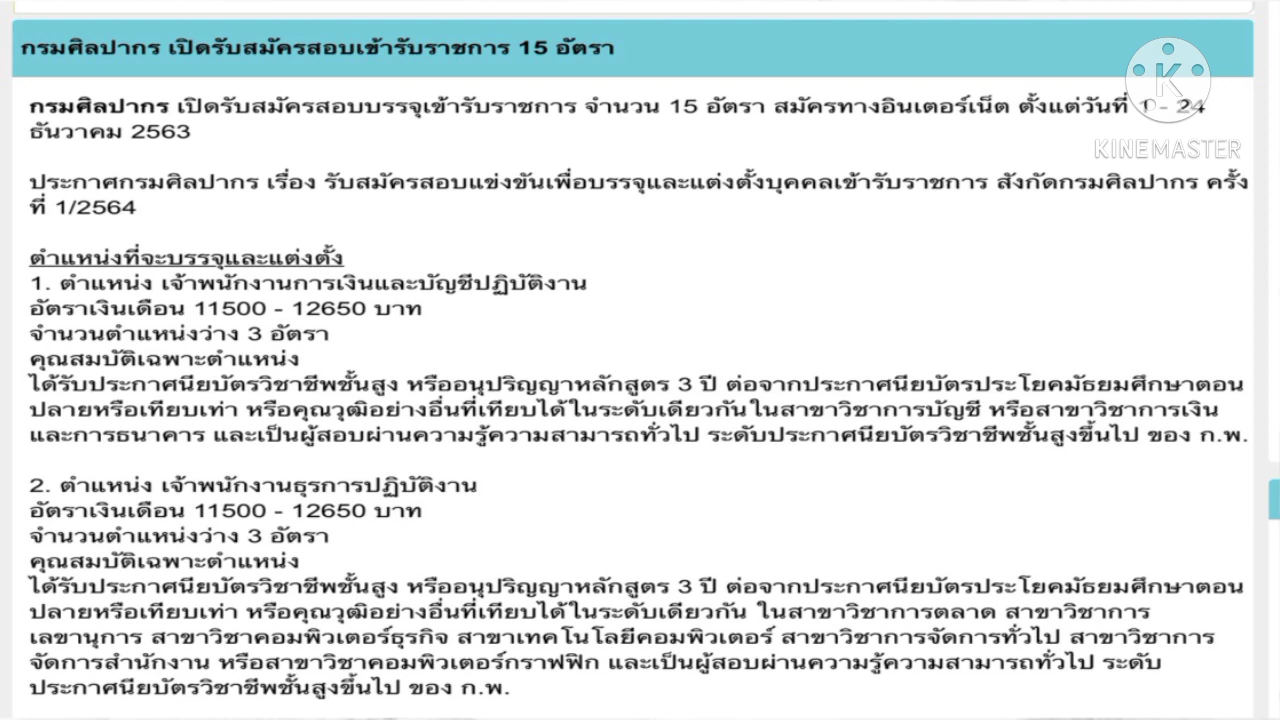 กรมศิลปากร เปิดรับสมัครสอบเข้ารับราชการ 15 อัตรา
กรมศิลปากร เปิดรับสมัครสอบบรรจุเข้ารับราชการ จำนวน 15 อัตรา สมัครทางอินเตอร์เน็ต ตั้งแต่วันที่ 1 - 24
ธันวาคม 2563
K
KINEMASTER
ประกาศกรมศิลปากร เรื่อง รับสมัครสอบแข่งขันเพื่อบรรจุและแต่งตั้งบุคคลเข้ารับราชการ สังกัดกรมศิลปากร ครั้ง
ที่ 1/2564
ตำแหน่งที่จะบรรจุและแต่งตั้ง
1. ตำแหน่ง เจ้าพนักงานการเงินและบัญชีปฏิบัติงาน
อัตราเงินเดือน 11500 - 12650 บาท
จำนวนตำแหน่งว่าง 3 อัตรา
คุณสมบัติเฉพาะตำแหน่ง
ได้รับประกาศนียบัตรวิชาชีพชั้นสูง หรืออนุปริญญาหลักสูตร 3 ปี ต่อจากประกาศนียบัตรประโยคมัธยมศึกษาตอน
ปลายหรือเทียบเท่า หรือคุณวุฒิอย่างอื่นที่เทียบได้ในระดับเดียวกันในสาขาวิชาการบัญชี หรือสาขาวิชาการเงิน
และการธนาคาร และเป็นผู้สอบผ่านความรู้ความสามารถทั่วไป ระดับประกาศนียบัตรวิชาชีพชั้นสูงขึ้นไป ของ ก.พ.
2. ตำแหน่ง เจ้าพนักงานธุรการปฏิบัติงาน
อัตราเงินเดือน 11500 - 12650 บาท
จำนวนตำแหน่งว่าง 3 อัตรา
คุณสมบัติเฉพาะตำแหน่ง
ได้รับประกาศนียบัตรวิชาชีพชั้นสูง หรืออนุปริญญาหลักสูตร 3 ปี ต่อจากประกาศนียบัตรประโยคมัธยมศึกษาตอน
ปลายหรือเทียบเท่า หรือคุณวุฒิอย่างอื่นที่เทียบได้ในระดับเดียวกัน ในสาขาวิชาการตลาด สาขาวิชาการ
เลขานุการ สาขาวิชาคอมพิวเตอร์ธุรกิจ สาขาเทคโนโลยีคอมพิวเตอร์ สาขาวิชาการจัดการทั่วไป สาขาวิชาการ
จัดการสำนักงาน หรือสาขาวิชาคอมพิวเตอร์กราฟฟิก และเป็นผู้สอบผ่านความรู้ความสามารถทั่วไป ระดับ
ประกาศนียบัตรวิชาชีพชั้นสูงขึ้นไป ของ ก.พ.